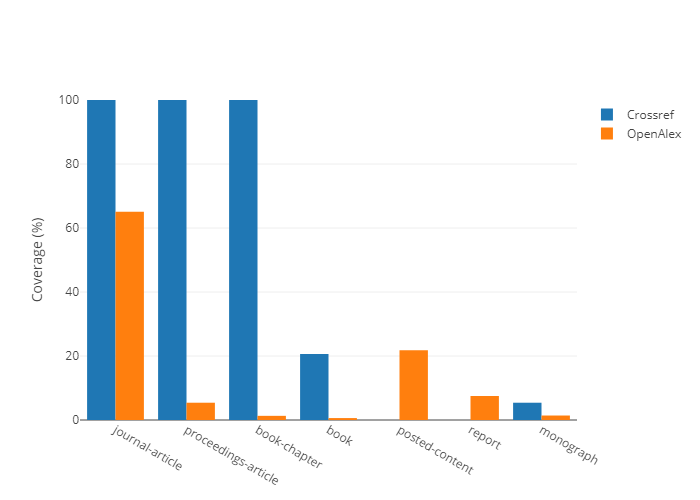 100
80
60
40
20
0
Coverage (%)
journal-article
proceedings-article
book-chapter
book
posted-content
report
monograph
Crossref
OpenAlex